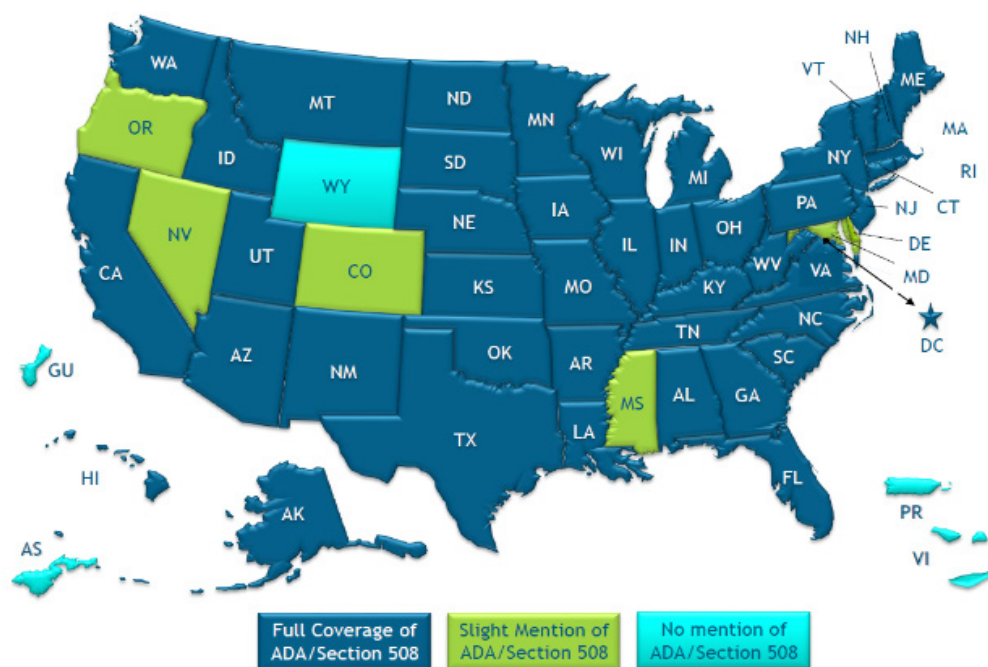 NH
WA
VT
ME
MT
ND
MN
OR
MA
ID
SD
WI
NY
WY
MI
RI
PA
NJ
CT
IA
NE
OH
NV
IL
IN
DE
UT
CO
WV
MD
CA
VA
KS
MO
KY
NC
DC
TN
AZ
OK
AR
SC
GU
NM
MS
AL
GA
TX
LA
HI
FL
AK
PR
AS
VI
Full Coverage of
ADA/Section 508
Slight Mention of
ADA/Section 508
No mention of
ADA/Section 508